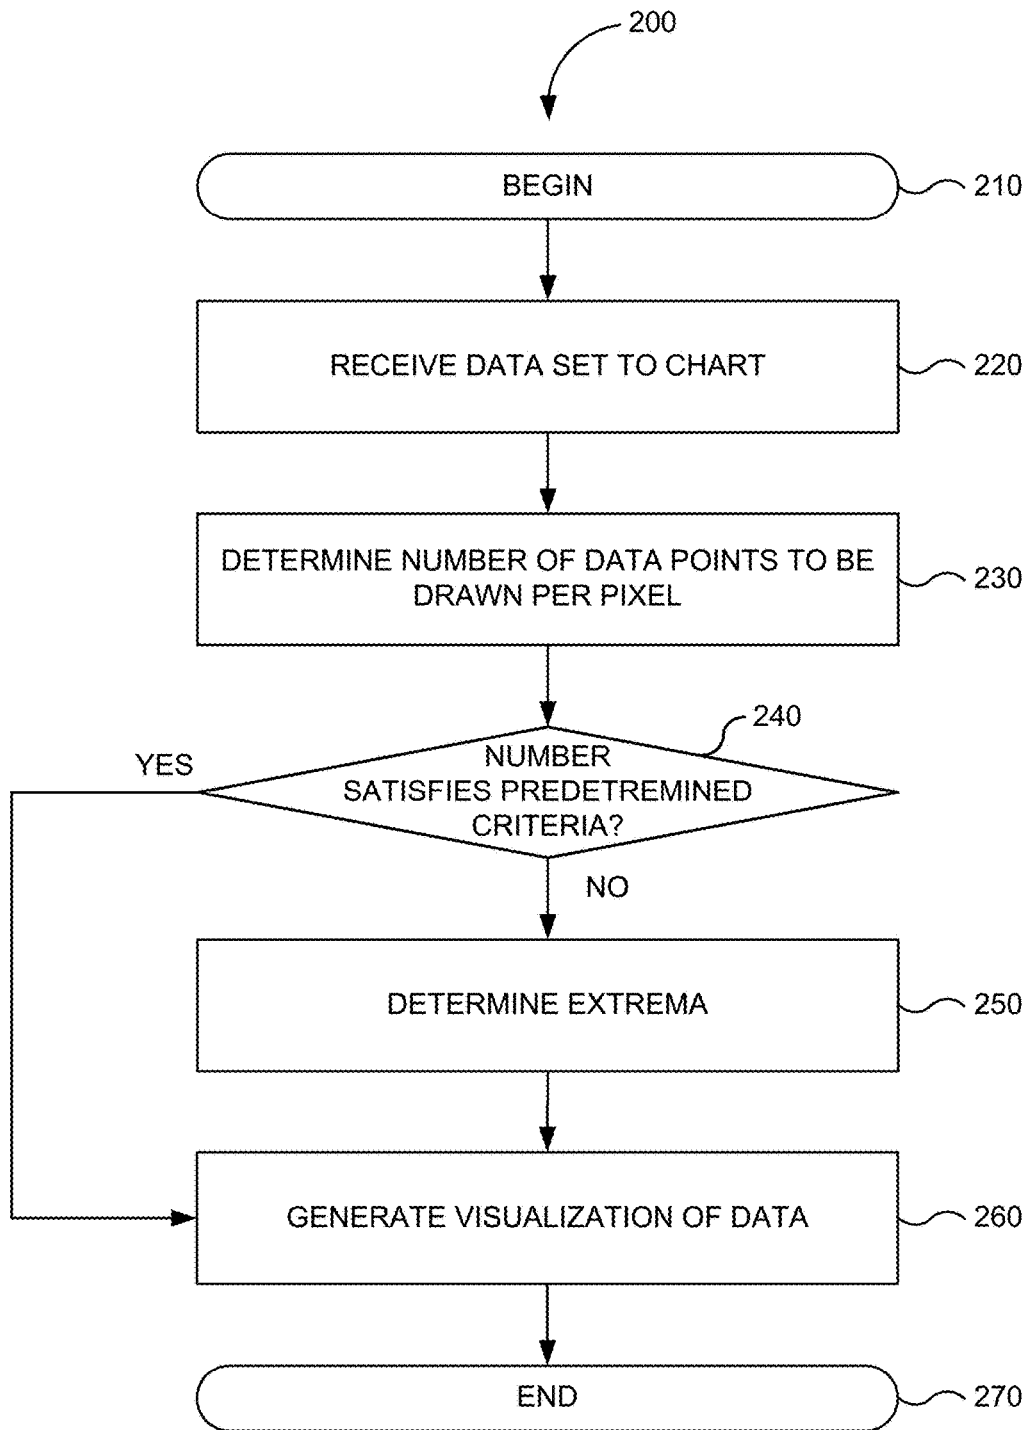 200
BEGIN
210
RECEIVE DATA SET TO CHART
220
DETERMINE NUMBER OF DATA POINTS TO BE
DRAWN PER PIXEL
230
240
YES
NUMBER
SATISFIES PREDETREMINED
CRITERIA?
NO
DETERMINE EXTREMA
250
GENERATE VISUALIZATION OF DATA
260
END
270